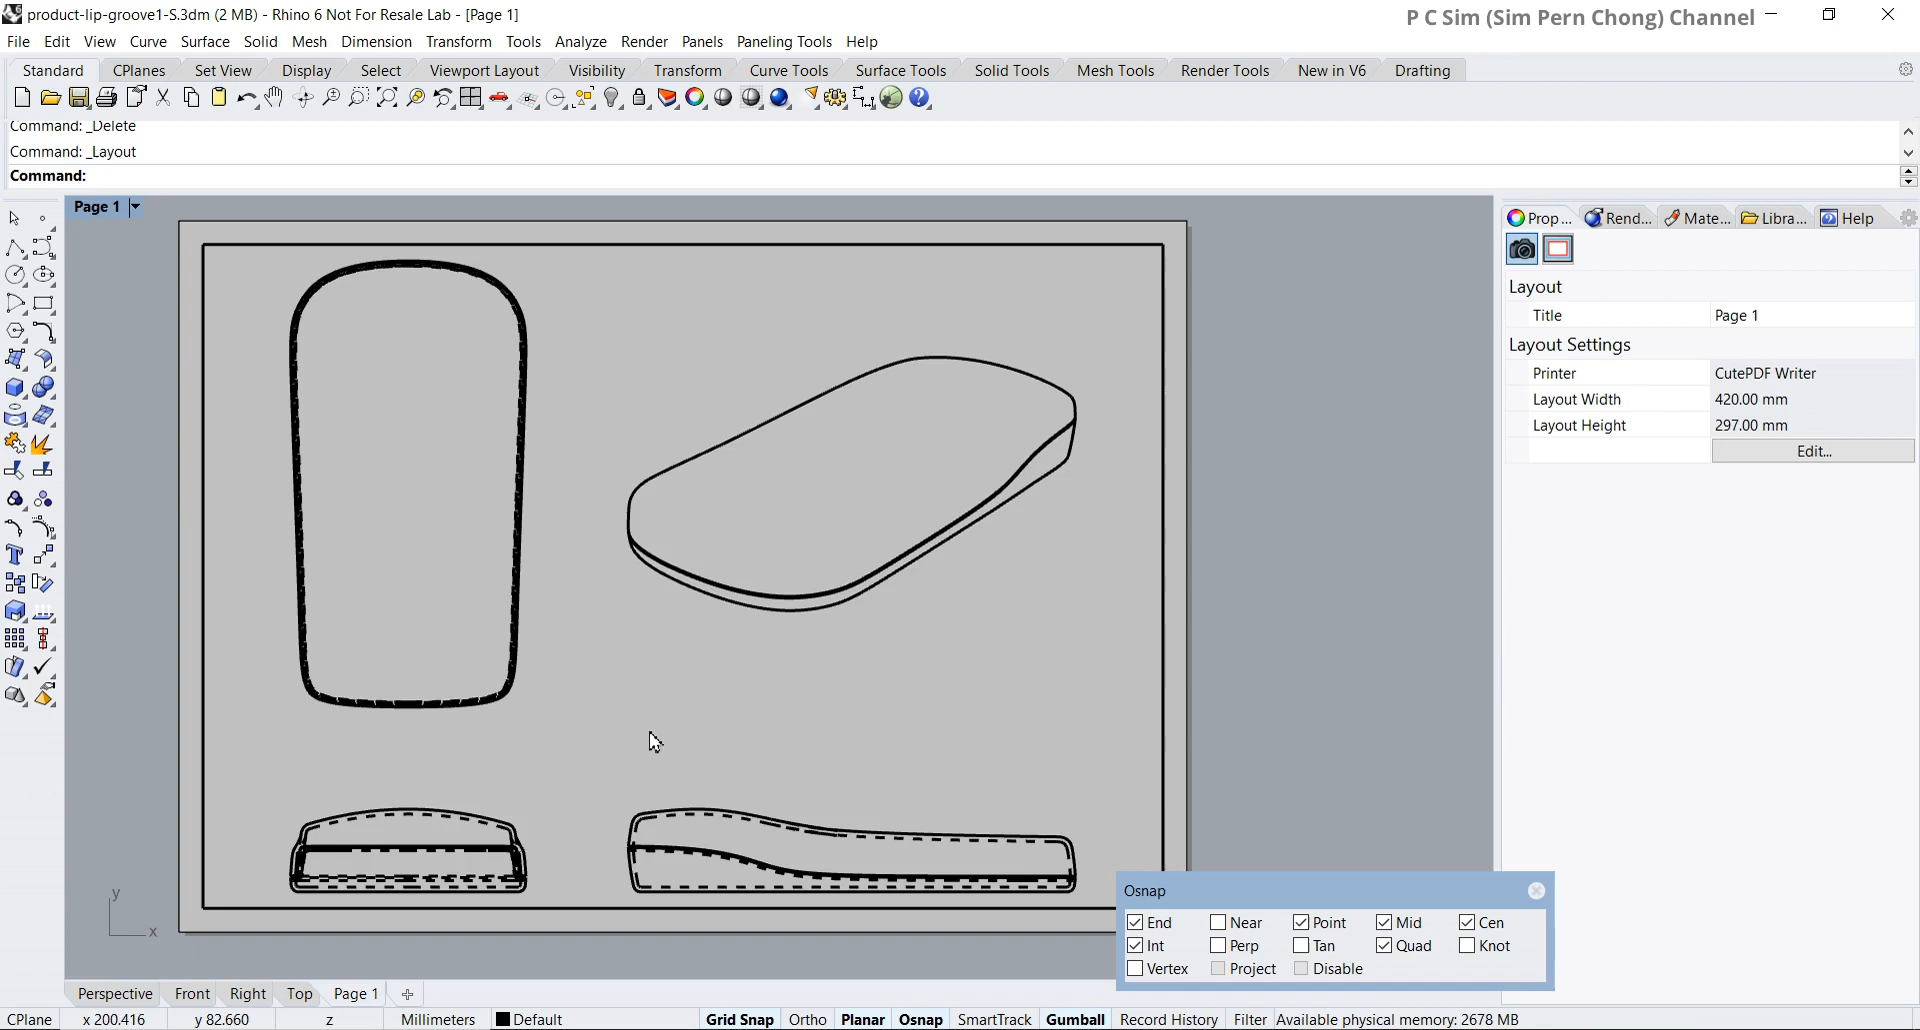 product-lip-groove1-S.3dm (2 MB) - Rhino 6 Not For Resale Lab - [Page 1]
P C Sim (Sim Pern Chong) Channel
File Edit View Curve Surface Solid Mesh Dimension Transform Tools Analyze Render Panels Paneling Tools Help
Standard CPlanes Set View Display Select Viewport Layout Visibility Transform Curve Tools Surface Tools Solid Tools Mesh Tools Render Tools New in V6 Drafting
Command: _Delete
Command: _Layout
Command:
Page 1
Prop ... Rend... Mate... Libra... Help
Layout
Title Page 1
Layout Settings
Printer CutePDF Writer
Layout Width 420.00 mm
Layout Height 297.00 mm
Edit...
y
x
Osnap
End Near Point Mid Cen
Int Perp Tan Quad Knot
Vertex Project Disable
Perspective Front Right Top Page 1
CPlane x 200.416 y 82.660 z Millimeters Default Grid Snap Ortho Planar Osnap SmartTrack Gumball Record History Filter Available physical memory: 2678 MB